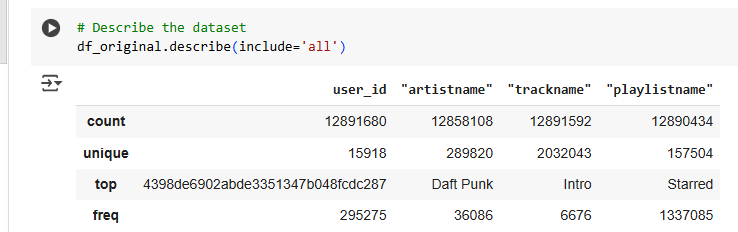 # Describe the dataset
df_original.describe(include='all')
user_id "artistname" "trackname" "playlistname"
count 12891680 12858108 12891592 12890434
unique 15918 289820 2032043 157504
top 4398de6902abde3351347b048fcdc287 Daft Punk Intro Starred
freq 295275 36086 6676 1337085